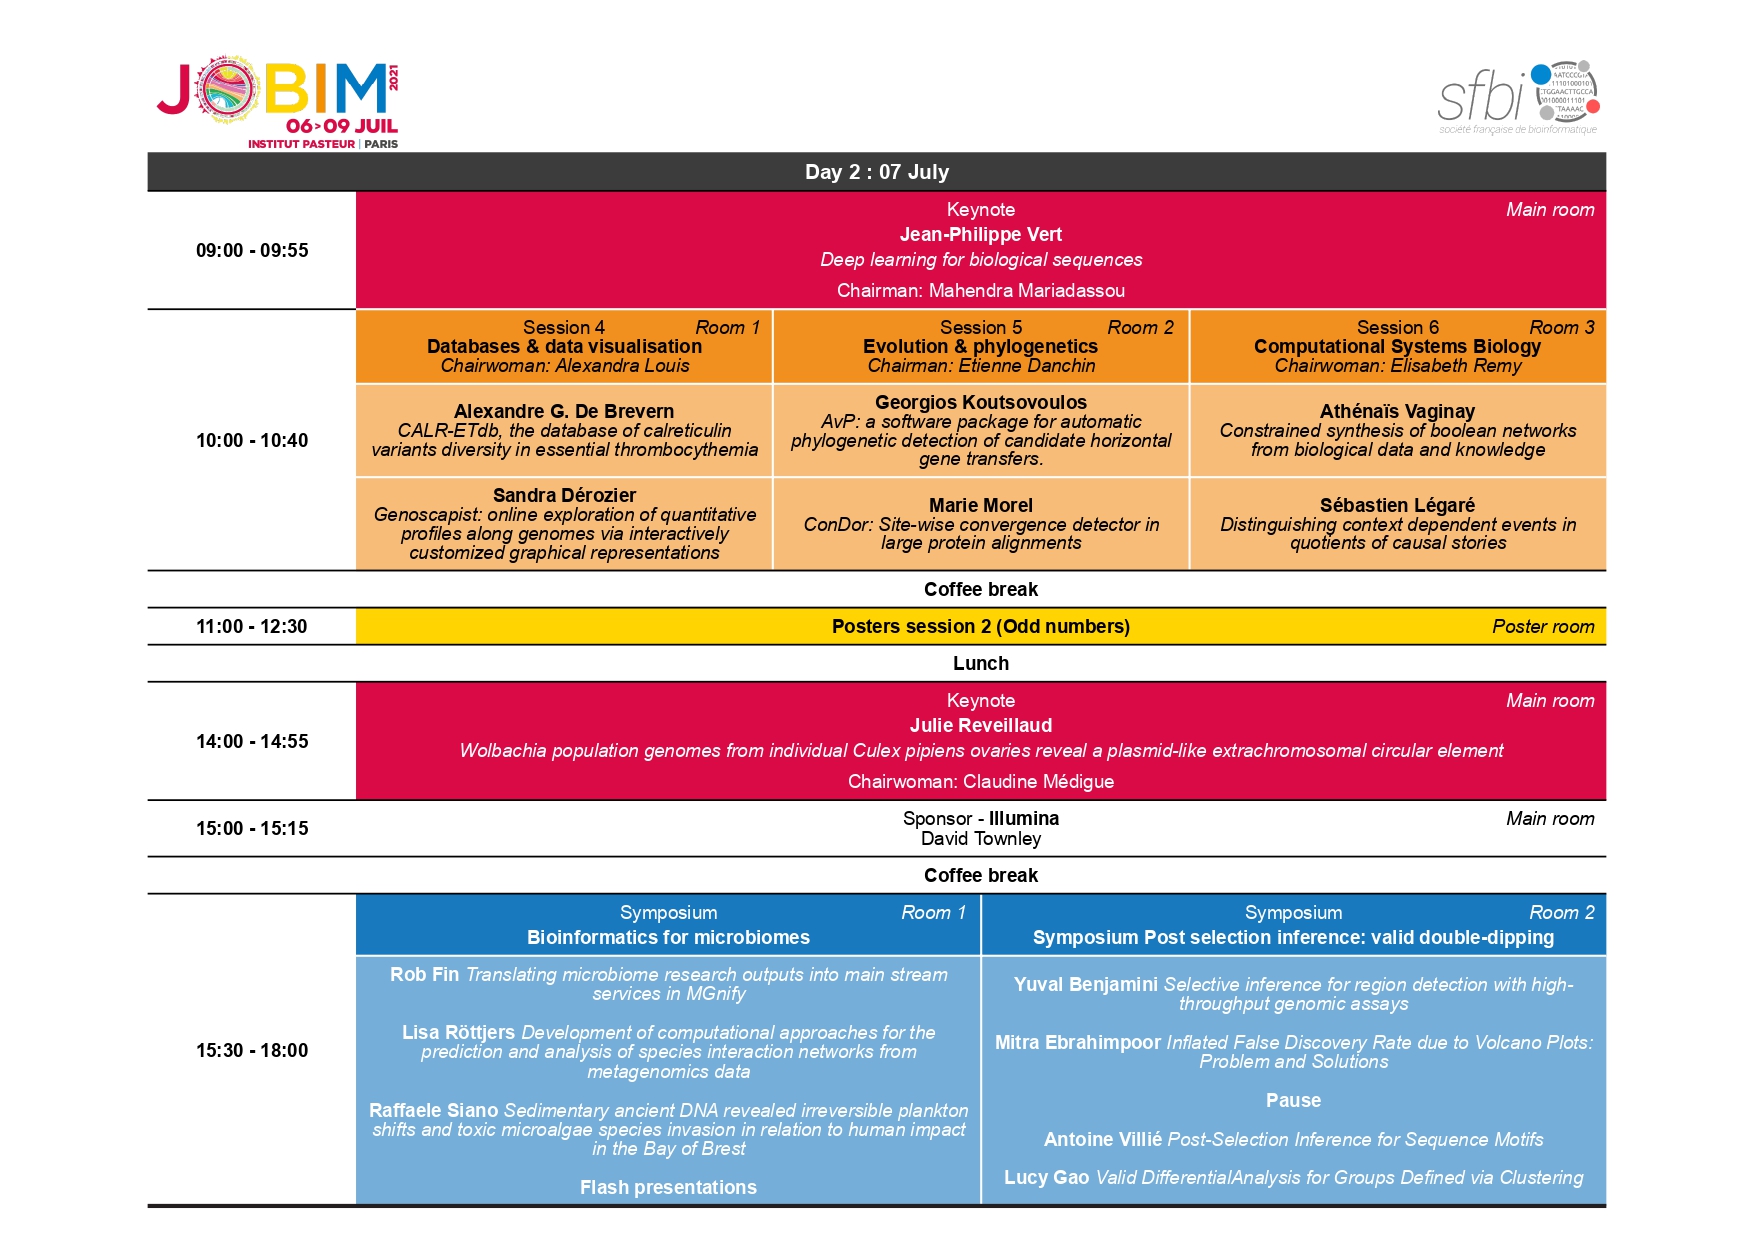 JOBIM 2021
06>09 JUIL
INSTITUT PASTEUR | PARIS
sfbi
société française de bioinformatique
Day 2 : 07 July
09:00 - 09:55
Keynote
Main room
Jean-Philippe Vert
Deep learning for biological sequences
Chairman: Mahendra Mariadassou
10:00 - 10:40
Session 4
Room 1
Databases & data visualisation
Chairwoman: Alexandra Louis
Session 5
Room 2
Evolution & phylogenetics
Chairman: Etienne Danchin
Session 6
Room 3
Computational Systems Biology
Chairwoman: Elisabeth Remy
Alexandre G. De Brevern
CALR-ETdb, the database of calreticulin
variants diversity in essential thrombocythemia
Georgios Koutsovoulos
AvP: a software package for automatic
phylogenetic detection of candidate horizontal
gene transfers.
Athénaïs Vaginay
Constrained synthesis of boolean networks
from biological data and knowledge
Sandra Dérozier
Genoscapist: online exploration of quantitative
profiles along genomes via interactively
customized graphical representations
Marie Morel
ConDor: Site-wise convergence detector in
large protein alignments
Sébastien Légaré
Distinguishing context dependent events in
quotients of causal stories
Coffee break
11:00 - 12:30
Posters session 2 (Odd numbers)
Poster room
Lunch
14:00 - 14:55
Keynote
Main room
Julie Reveillaud
Wolbachia population genomes from individual Culex pipiens ovaries reveal a plasmid-like extrachromosomal circular element
Chairwoman: Claudine Médigue
15:00 - 15:15
Sponsor - Illumina
Main room
David Townley
Coffee break
15:30 - 18:00
Symposium
Room 1
Bioinformatics for microbiomes
Rob Fin Translating microbiome research outputs into main stream
services in MGnify
Lisa Röttjers Development of computational approaches for the
prediction and analysis of species interaction networks from
metagenomics data
Raffaele Siano Sedimentary ancient DNA revealed irreversible plankton
shifts and toxic microalgae species invasion in relation to human impact
in the Bay of Brest
Flash presentations
Symposium
Room 2
Symposium Post selection inference: valid double-dipping
Yuval Benjamini Selective inference for region detection with high-
throughput genomic assays
Mitra Ebrahimpoor Inflated False Discovery Rate due to Volcano Plots:
Problem and Solutions
Pause
Antoine Villié Post-Selection Inference for Sequence Motifs
Lucy Gao Valid DifferentialAnalysis for Groups Defined via Clustering